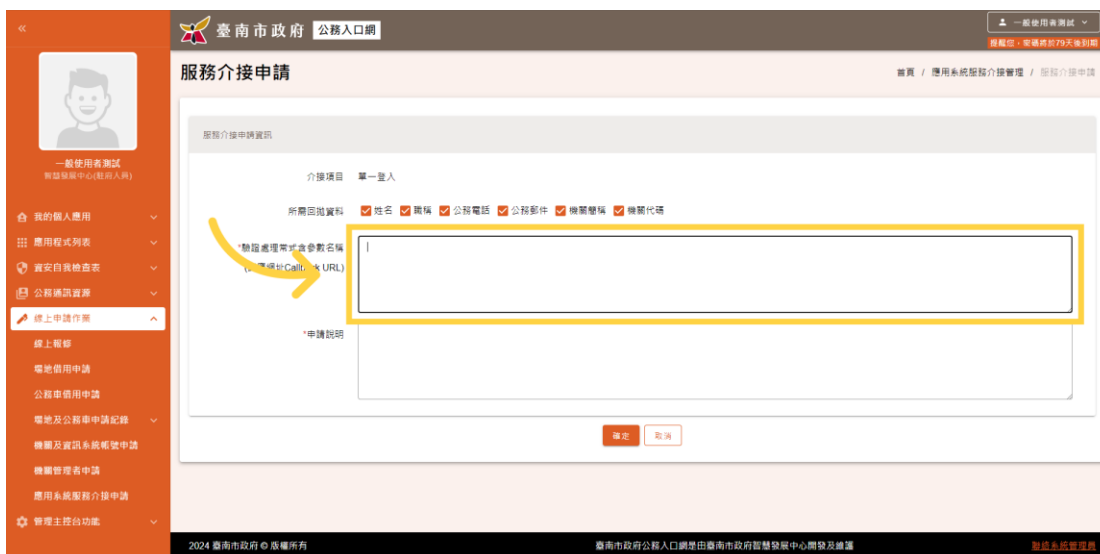 臺南市政府 公務入口網
一般使用者測試
提醒您，密碼將於79天後到期
一般使用者測試
智慧發展中心(駐府人員)
我的個人應用
應用程式列表
資安自我檢查表
公務通訊資源
線上申請作業
線上報修
場地借用申請
公務車借用申請
場地及公務車申請紀錄
機關及資訊系統帳號申請
機關管理者申請
應用系統服務介接申請
管理主控台功能
服務介接申請
首頁 / 應用系統服務介接管理 / 服務介接申請
服務介接申請資訊
介接項目 單一登入
所需回拋資料 姓名 職稱 公務電話 公務郵件 機關簡稱 機關代碼
*驗證處理常式含參數名稱
URL)
*申請說明
確定 取消
2024 臺南市政府 © 版權所有
臺南市政府公務入口網是由臺南市政府智慧發展中心開發及維護
聯絡系統管理員